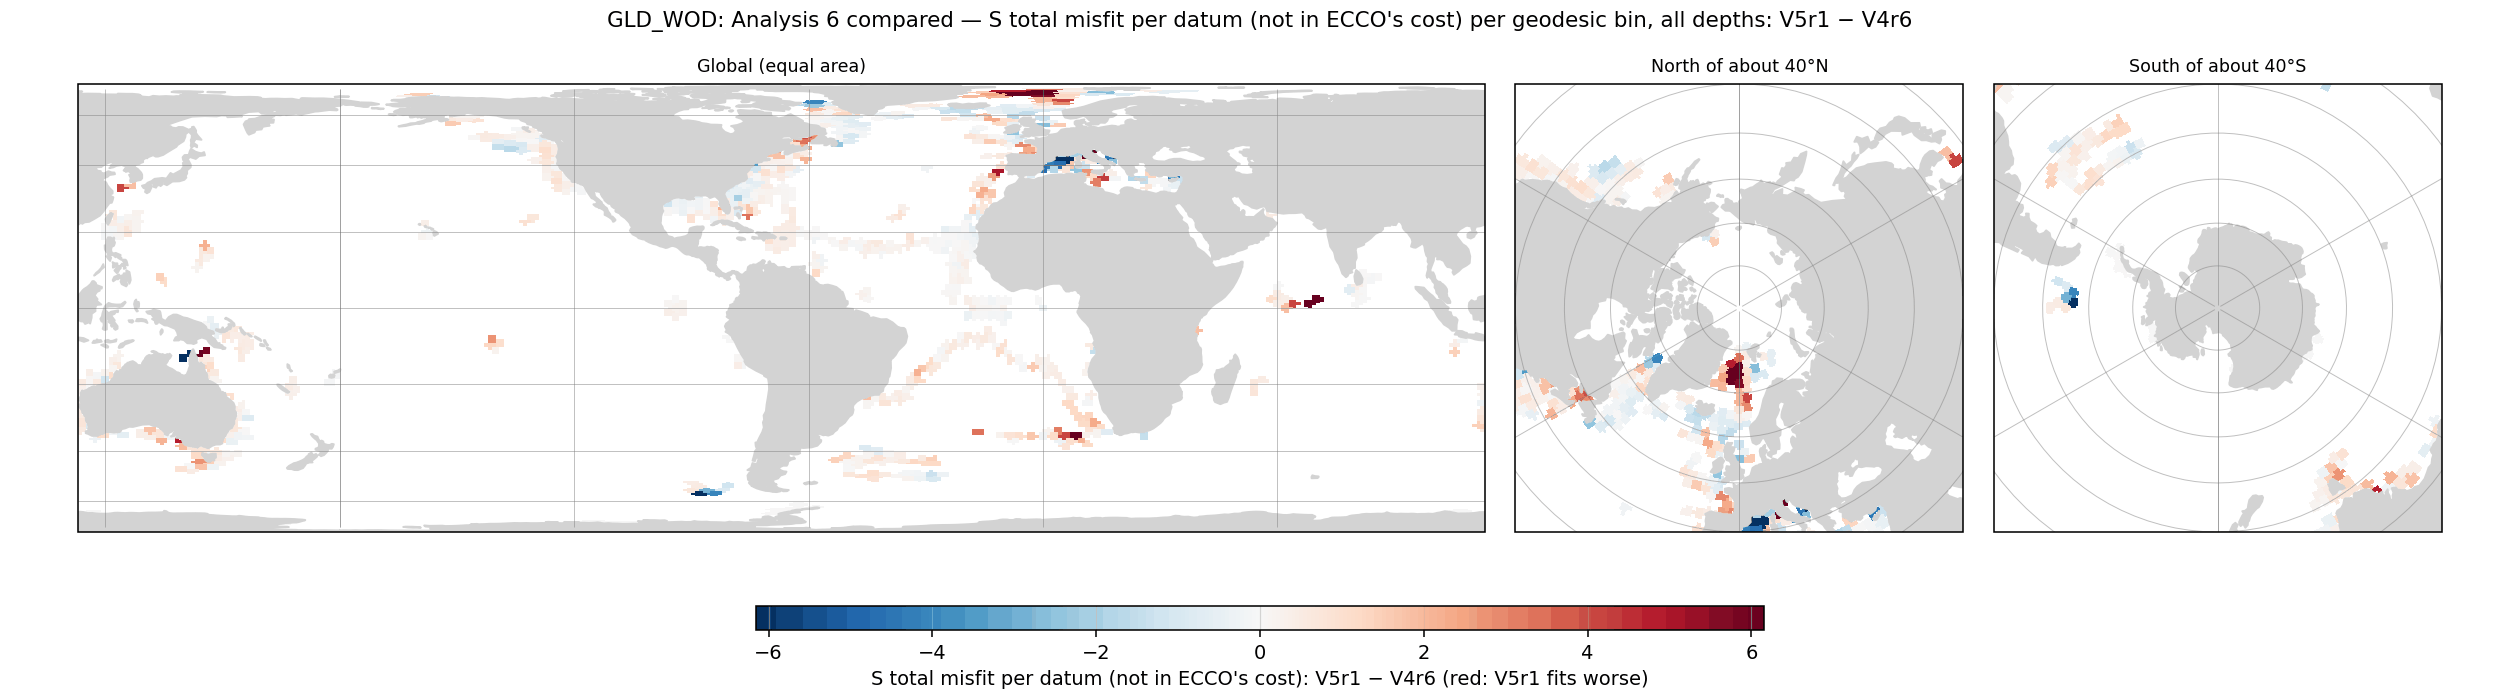 GLD_WOD: Analysis 6 compared — S total misfit per datum (not in ECCO's cost) per geodesic bin, all depths: V5r1 − V4r6
Global (equal area)
North of about 40°N
South of about 40°S
−6 −4 −2 0 2 4 6
S total misfit per datum (not in ECCO's cost): V5r1 − V4r6 (red: V5r1 fits worse)